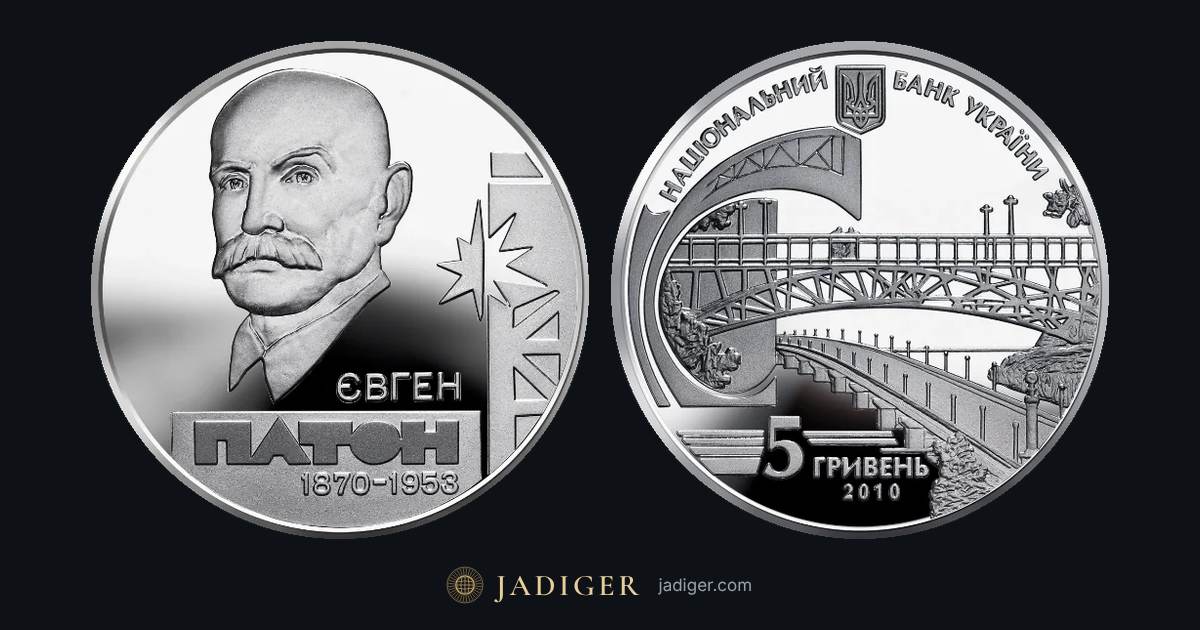 ЄВГЕН
ПАТОН
1870-1953
НАЦІОНАЛЬНИЙ БАНК УКРАЇНИ
5 ГРИВЕНЬ
2010
JADIGER jadiger.com